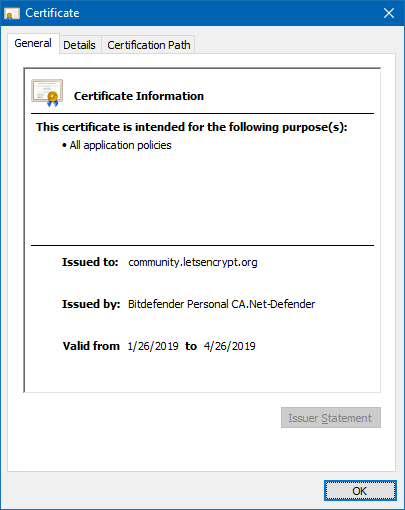 Certificate
General Details Certification Path
Certificate Information
This certificate is intended for the following purpose(s):
• All application policies
Issued to: community.letsencrypt.org
Issued by: Bitdefender Personal CA.Net-Defender
Valid from 1/26/2019 to 4/26/2019
Issuer Statement
OK